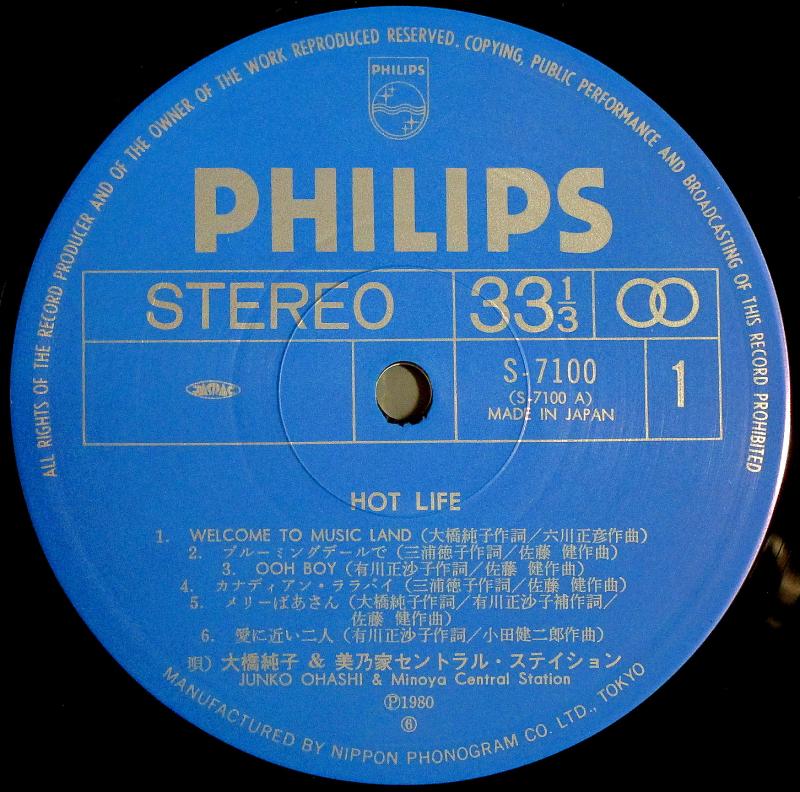 ALL RIGHTS OF THE RECORD PRODUCER AND OF THE OWNER OF THE WORK REPRODUCED RESERVED. COPYING, PUBLIC PERFORMANCE AND BROADCASTING OF THIS RECORD PROHIBITED
PHILIPS
PHILIPS
STEREO 33 1/3
JASRAC S-7100 1
(S-7100 A)
MADE IN JAPAN
HOT LIFE
1. WELCOME TO MUSIC LAND (大橋純子作詞/六川正彦作曲)
2. ブルーミングデールで (三浦徳子作詞/佐藤 健作曲)
3. OOH BOY (有川正沙子作詞/佐藤 健作曲)
4. カナディアン・ララバイ (三浦徳子作詞/佐藤 健作曲)
5. メリーばあさん (大橋純子作詞/有川正沙子補作詞/
佐藤 健作曲)
6. 愛に近い二人 (有川正沙子作詞/小田健二郎作曲)
唄) 大橋純子 & 美乃家セントラル・ステイション
JUNKO OHASHI & Minoya Central Station
Ⓟ1980
⑥
MANUFACTURED BY NIPPON PHONOGRAM CO. LTD., TOKYO